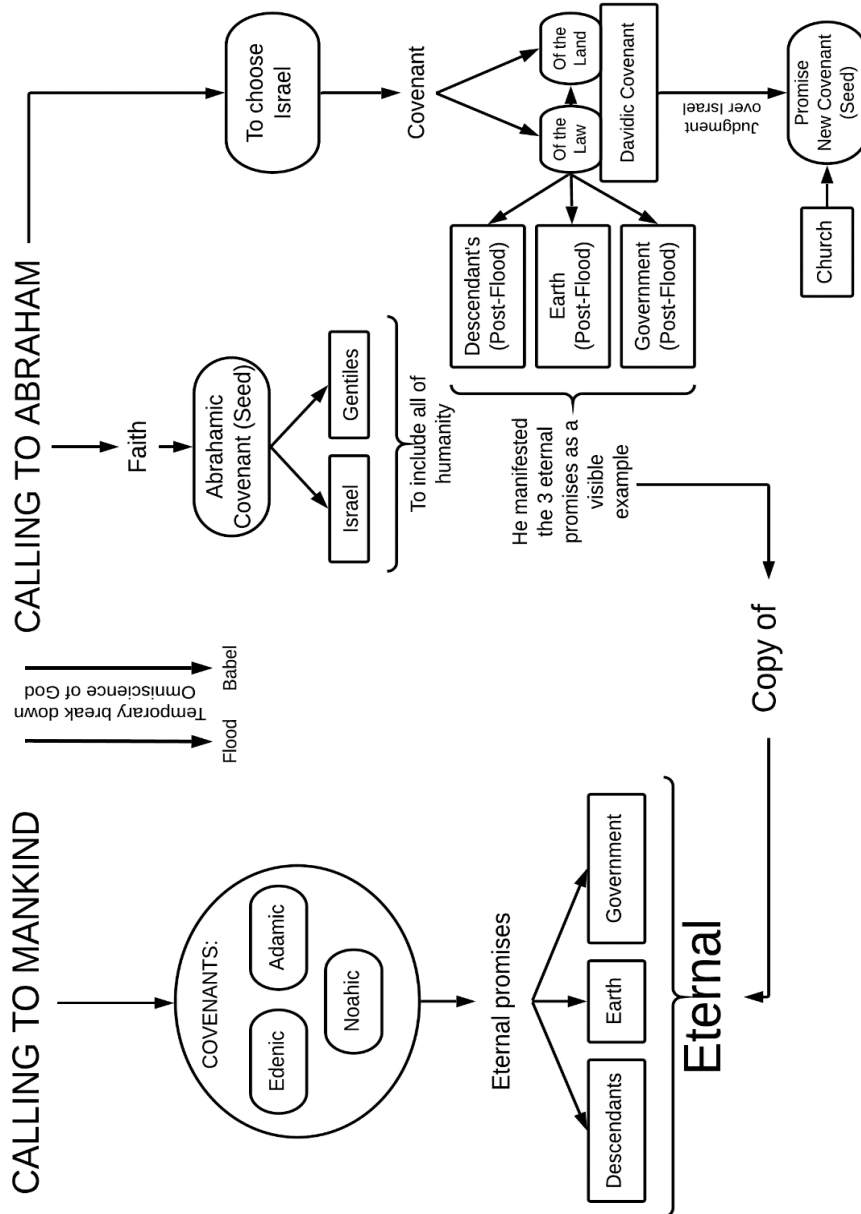 CALLING TO MANKIND
COVENANTS:
Edenic
Adamic
Noahic
Eternal promises
Descendants
Earth
Government
Eternal
Temporary break down
Omniscience of God
Flood
Babel
CALLING TO ABRAHAM
Faith
Abrahamic
Covenant (Seed)
Israel
Gentiles
To include all of
humanity
To choose
Israel
Covenant
Of the
Law
Of the
Land
Davidic Covenant
Descendant's
(Post-Flood)
Earth
(Post-Flood)
Government
(Post-Flood)
He manifested
the 3 eternal
promises as a
visible
example
Copy of
Judgment
over Israel
Church
Promise
New Covenant
(Seed)